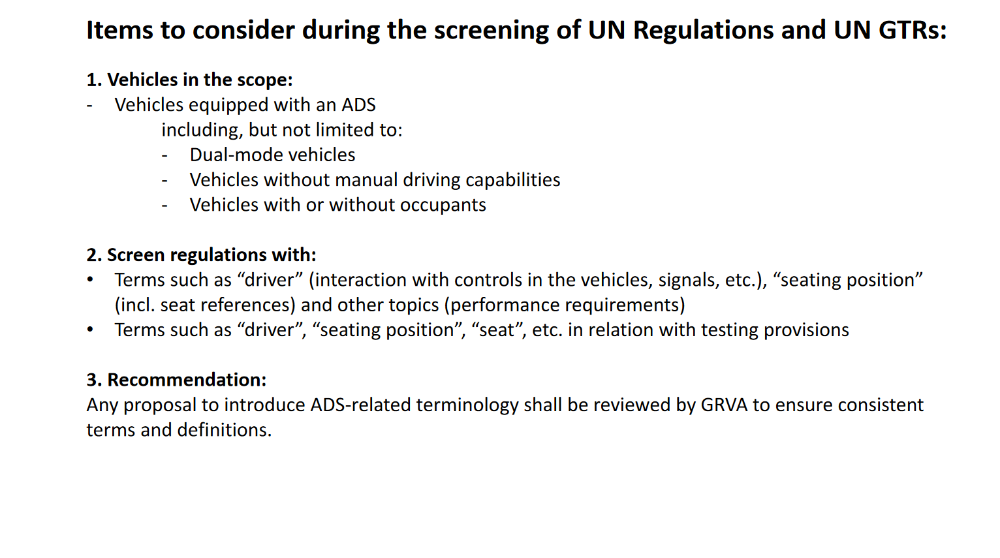 Items to consider during the screening of UN Regulations and UN GTRs:
1. Vehicles in the scope:
- Vehicles equipped with an ADS
including, but not limited to:
- Dual-mode vehicles
- Vehicles without manual driving capabilities
- Vehicles with or without occupants
2. Screen regulations with:
• Terms such as “driver” (interaction with controls in the vehicles, signals, etc.), “seating position”
(incl. seat references) and other topics (performance requirements)
• Terms such as “driver”, “seating position”, “seat”, etc. in relation with testing provisions
3. Recommendation:
Any proposal to introduce ADS-related terminology shall be reviewed by GRVA to ensure consistent
terms and definitions.